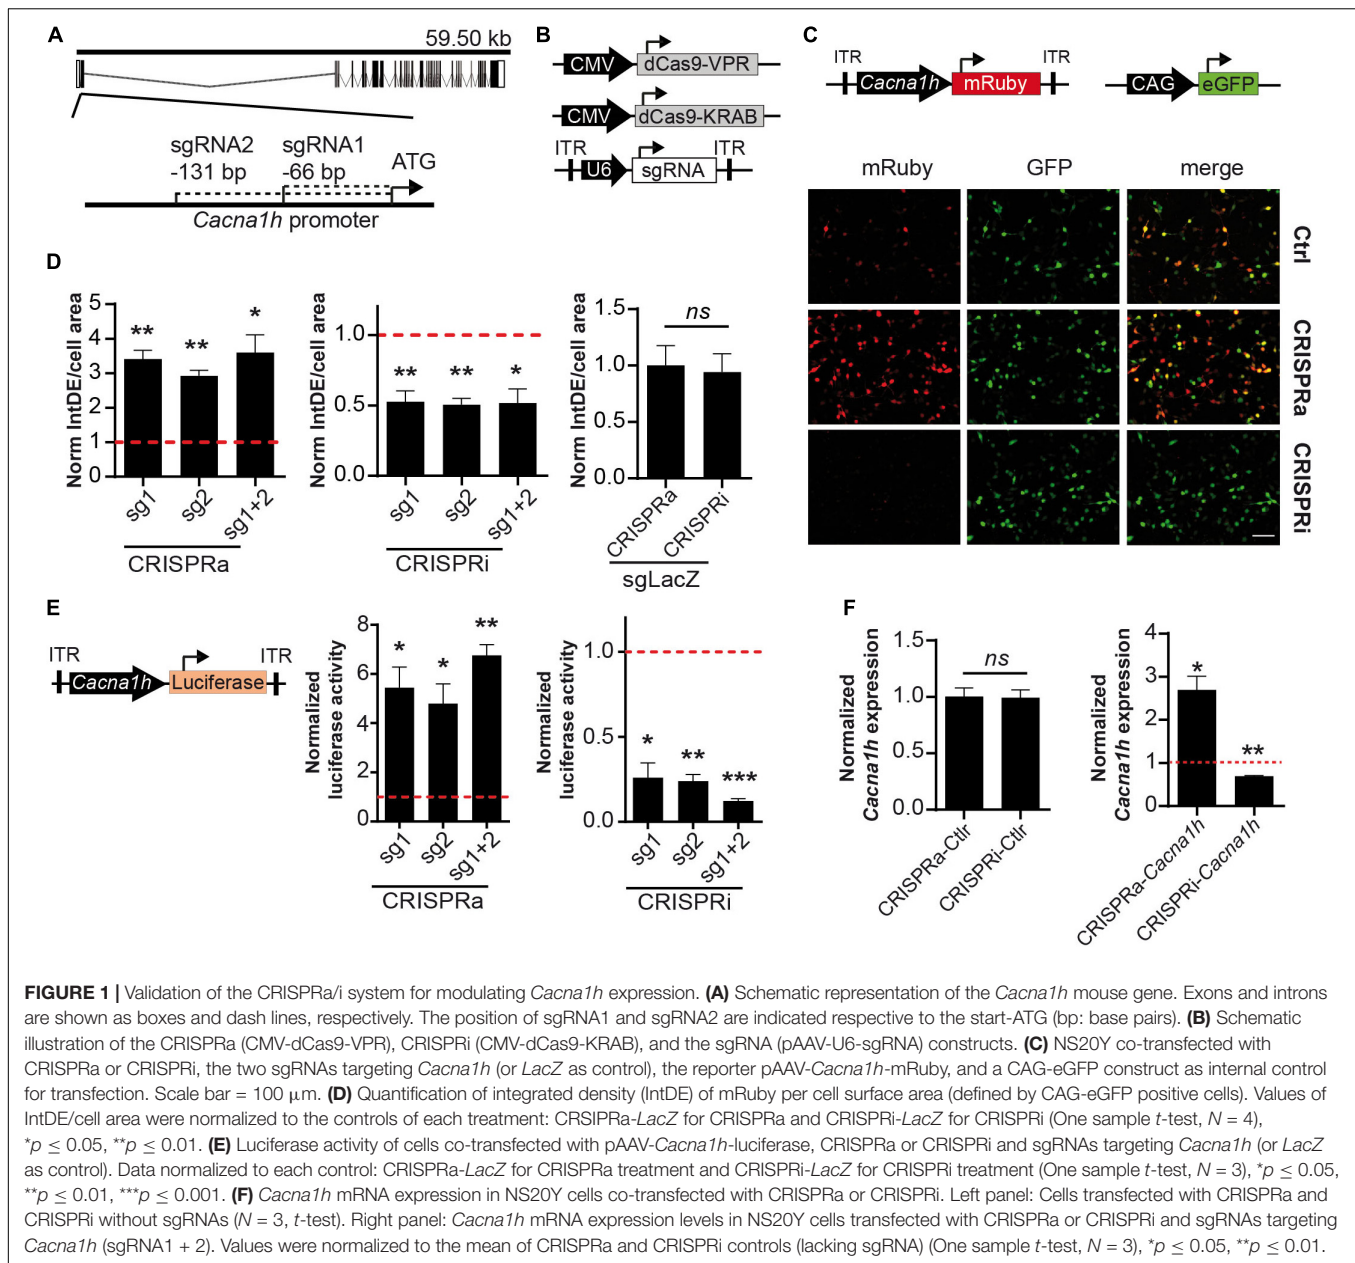 A
59.50 kb
sgRNA2
-131 bp
sgRNA1
-66 bp
ATG
Cacna1h promoter
B
CMV
dCas9-VPR
CMV
dCas9-KRAB
ITR
ITR
U6
sgRNA
C
ITR
ITR
Cacna1h
mRuby
CAG
eGFP
mRuby
GFP
merge
Ctrl
CRISPRa
CRISPRi
D
Norm IntDE/cell area
5
4
3
2
1
0
**
**
*
sg1
sg2
sg1+2
CRISPRa
Norm IntDE/cell area
1.0
0.5
0.0
**
**
*
sg1
sg2
sg1+2
CRISPRi
Norm IntDE/cell area
1.5
1.0
0.5
0.0
ns
CRISPRa
CRISPRi
sgLacZ
E
ITR
ITR
Cacna1h
Luciferase
Normalized
luciferase activity
8
6
4
2
0
*
*
**
sg1
sg2
sg1+2
CRISPRa
Normalized
luciferase activity
1.0
0.5
0.0
*
**
***
sg1
sg2
sg1+2
CRISPRi
F
Normalized
Cacna1h expression
1.5
1.0
0.5
0.0
ns
CRISPRa-Ctlr
CRISPRi-Ctlr
Normalized
Cacna1h expression
4
3
2
1
0
*
**
CRISPRa-Cacna1h
CRISPRi-Cacna1h
FIGURE 1 | Validation of the CRISPRa/i system for modulating Cacna1h expression. (A) Schematic representation of the Cacna1h mouse gene. Exons and introns
are shown as boxes and dash lines, respectively. The position of sgRNA1 and sgRNA2 are indicated respective to the start-ATG (bp: base pairs). (B) Schematic
illustration of the CRISPRa (CMV-dCas9-VPR), CRISPRi (CMV-dCas9-KRAB), and the sgRNA (pAAV-U6-sgRNA) constructs. (C) NS20Y co-transfected with
CRISPRa or CRISPRi, the two sgRNAs targeting Cacna1h (or LacZ as control), the reporter pAAV-Cacna1h-mRuby, and a CAG-eGFP construct as internal control
for transfection. Scale bar = 100 μm. (D) Quantification of integrated density (IntDE) of mRuby per cell surface area (defined by CAG-eGFP positive cells). Values of
IntDE/cell area were normalized to the controls of each treatment: CRSIPRa-LacZ for CRISPRa and CRISPRi-LacZ for CRISPRi (One sample t-test, N = 4),
*p ≤ 0.05, **p ≤ 0.01. (E) Luciferase activity of cells co-transfected with pAAV-Cacna1h-luciferase, CRISPRa or CRISPRi and sgRNAs targeting Cacna1h (or LacZ
as control). Data normalized to each control: CRISPRa-LacZ for CRISPRa treatment and CRISPRi-LacZ for CRISPRi treatment (One sample t-test, N = 3), *p ≤ 0.05,
**p ≤ 0.01, ***p ≤ 0.001. (F) Cacna1h mRNA expression in NS20Y cells co-transfected with CRISPRa or CRISPRi. Left panel: Cells transfected with CRISPRa and
CRISPRi without sgRNAs (N = 3, t-test). Right panel: Cacna1h mRNA expression levels in NS20Y cells transfected with CRISPRa or CRISPRi and sgRNAs targeting
Cacna1h (sgRNA1 + 2). Values were normalized to the mean of CRISPRa and CRISPRi controls (lacking sgRNA) (One sample t-test, N = 3), *p ≤ 0.05, **p ≤ 0.01.